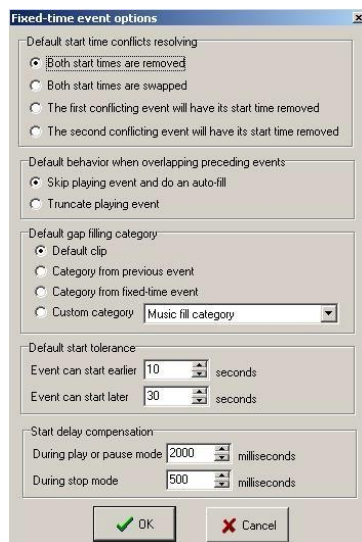 Fixed-time event options
Default start time conflicts resolving
Both start times are removed
Both start times are swapped
The first conflicting event will have its start time removed
The second conflicting event will have its start time removed
Default behavior when overlapping preceding events
Skip playing event and do an auto-fill
Truncate playing event
Default gap filling category
Default clip
Category from previous event
Category from fixed-time event
Custom category Music fill category
Default start tolerance
Event can start earlier 10 seconds
Event can start later 30 seconds
Start delay compensation
During play or pause mode 2000 milliseconds
During stop mode 500 milliseconds
OK Cancel